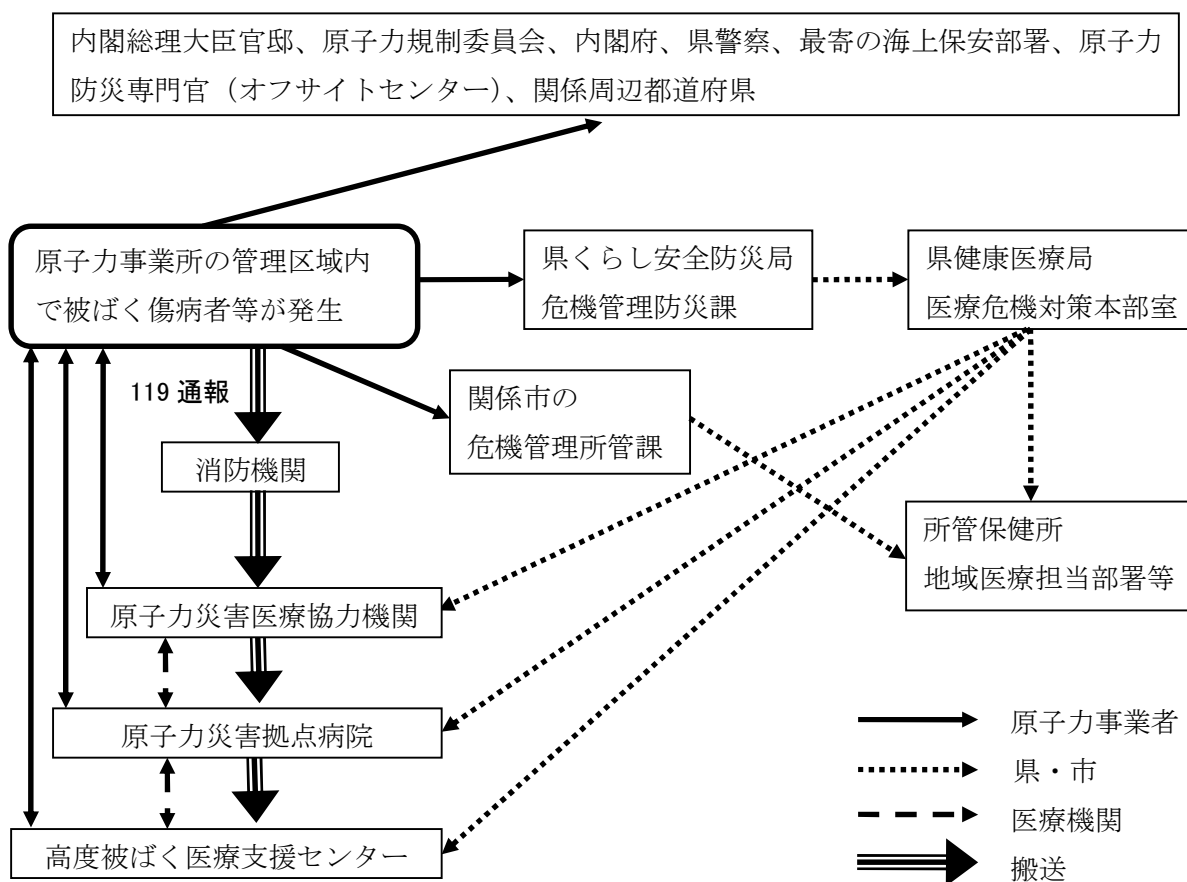 内閣総理大臣官邸、原子力規制委員会、内閣府、県警察、最寄の海上保安部署、原子力
防災専門官（オフサイトセンター）、関係周辺都道府県
原子力事業所の管理区域内
で被ばく傷病者等が発生
県くらし安全防災局
危機管理防災課
県健康医療局
医療危機対策本部室
119 通報
関係市の
危機管理所管課
消防機関
所管保健所
地域医療担当部署等
原子力災害医療協力機関
原子力災害拠点病院
高度被ばく医療支援センター
原子力事業者
県・市
医療機関
搬送